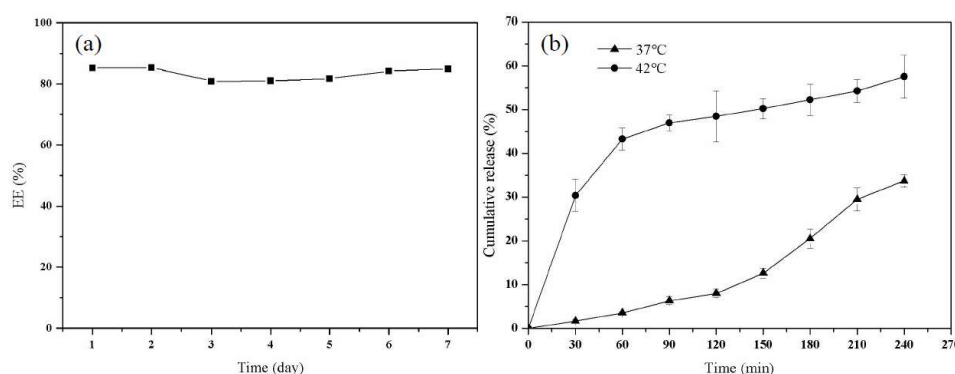 (a)
100
80
60
40
20
0
EE (%)
1 2 3 4 5 6 7
Time (day)
(b)
37°C
42°C
70
60
50
40
30
20
10
0
Cumulative release (%)
0 30 60 90 120 150 180 210 240 270
Time (min)